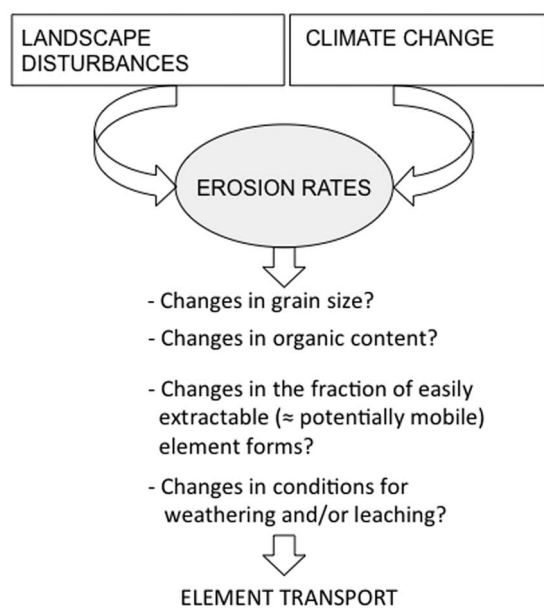 LANDSCAPE
DISTURBANCES
CLIMATE CHANGE
EROSION RATES
- Changes in grain size?
- Changes in organic content?
- Changes in the fraction of easily
extractable (≈ potentially mobile)
element forms?
- Changes in conditions for
weathering and/or leaching?
ELEMENT TRANSPORT